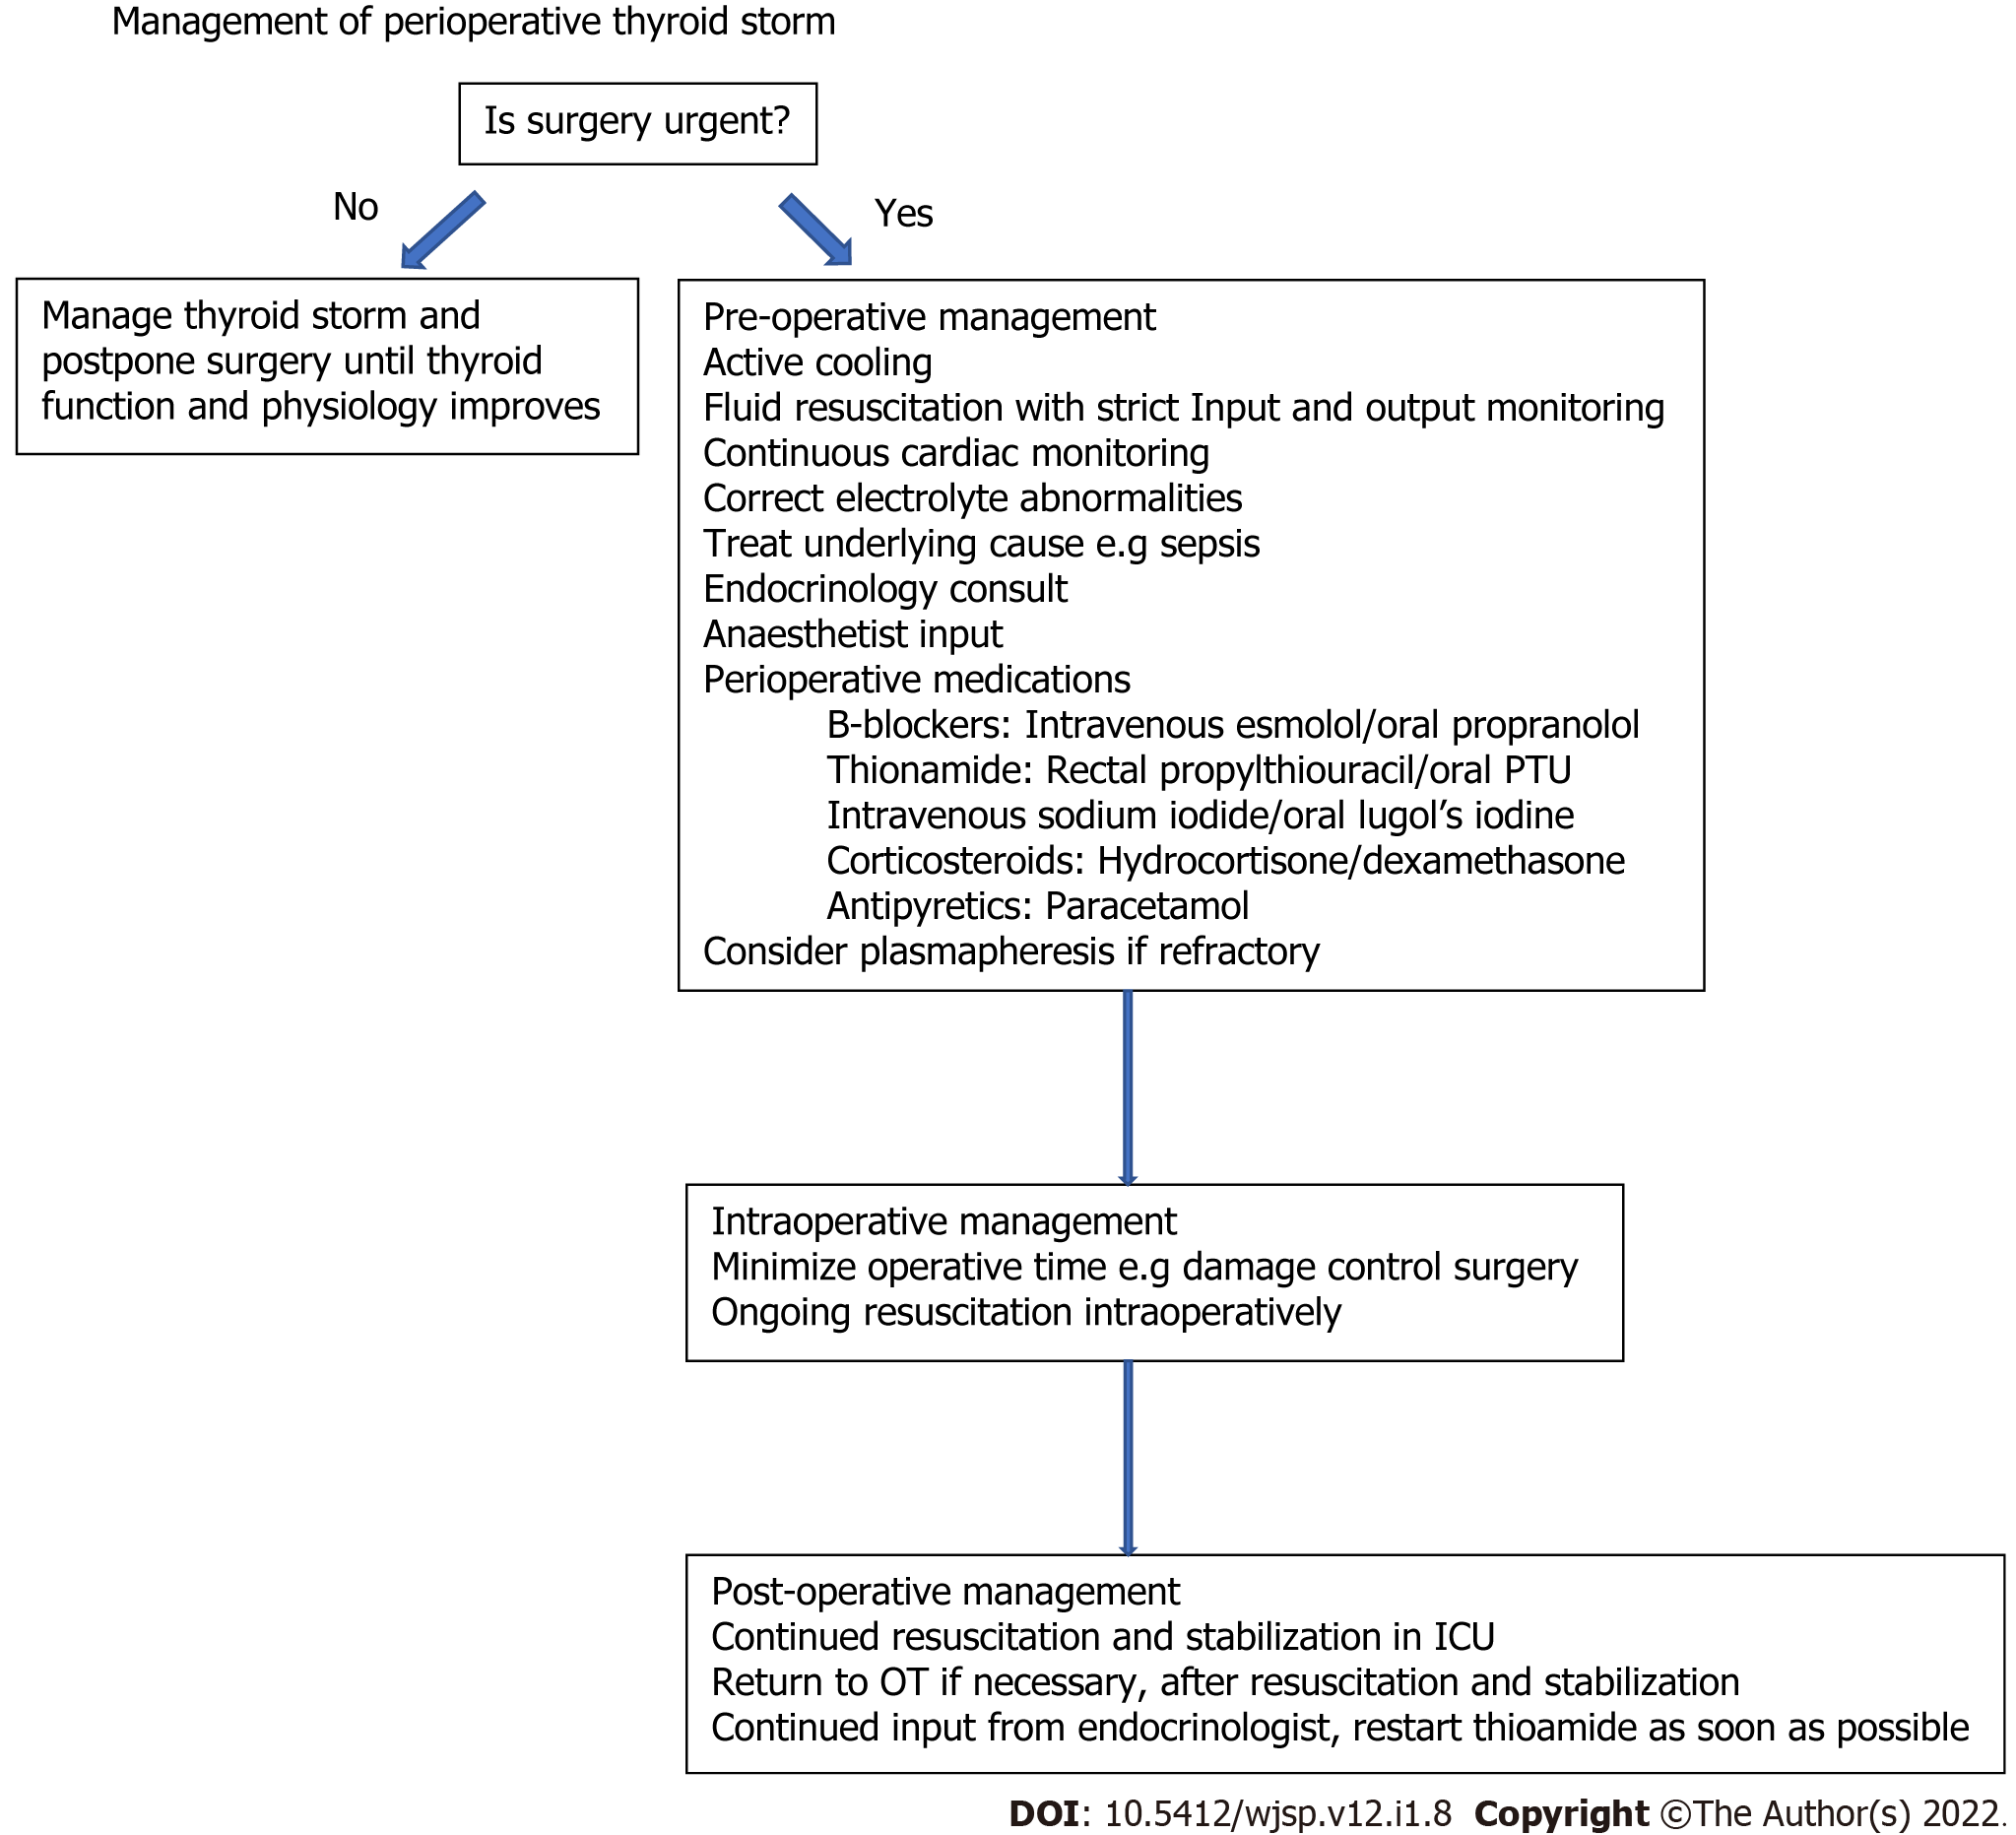 Management of perioperative thyroid storm
Is surgery urgent?
No
Yes
Manage thyroid storm and
postpone surgery until thyroid
function and physiology improves
Pre-operative management
Active cooling
Fluid resuscitation with strict Input and output monitoring
Continuous cardiac monitoring
Correct electrolyte abnormalities
Treat underlying cause e.g sepsis
Endocrinology consult
Anaesthetist input
Perioperative medications
B-blockers: Intravenous esmolol/oral propranolol
Thionamide: Rectal propylthiouracil/oral PTU
Intravenous sodium iodide/oral lugol’s iodine
Corticosteroids: Hydrocortisone/dexamethasone
Antipyretics: Paracetamol
Consider plasmapheresis if refractory
Intraoperative management
Minimize operative time e.g damage control surgery
Ongoing resuscitation intraoperatively
Post-operative management
Continued resuscitation and stabilization in ICU
Return to OT if necessary, after resuscitation and stabilization
Continued input from endocrinologist, restart thioamide as soon as possible
DOI: 10.5412/wjsp.v12.i1.8 Copyright ©The Author(s) 2022.